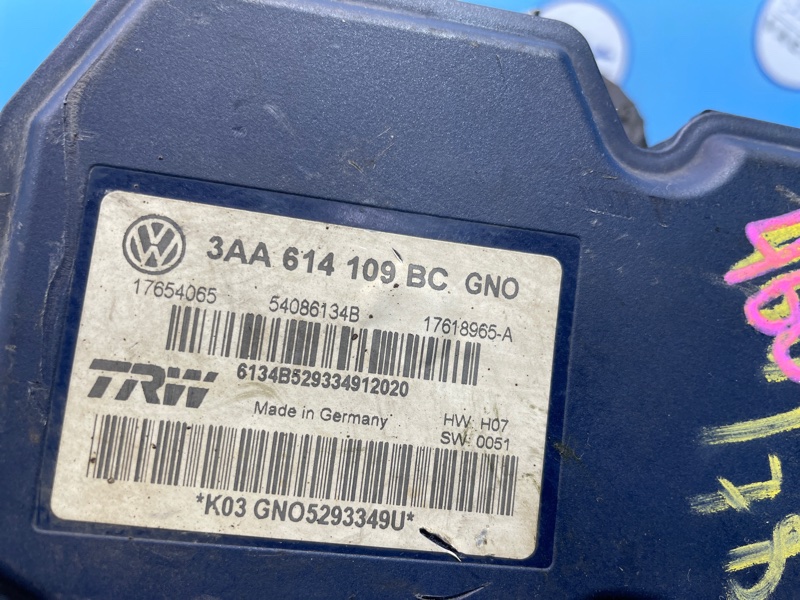 VW
3AA 614 109 BC GNO
17654065 54086134B 17618965-A
6134B529334912020
TRW
Made in Germany
HW: H07
SW: 0051
*K03 GNO5293349U*